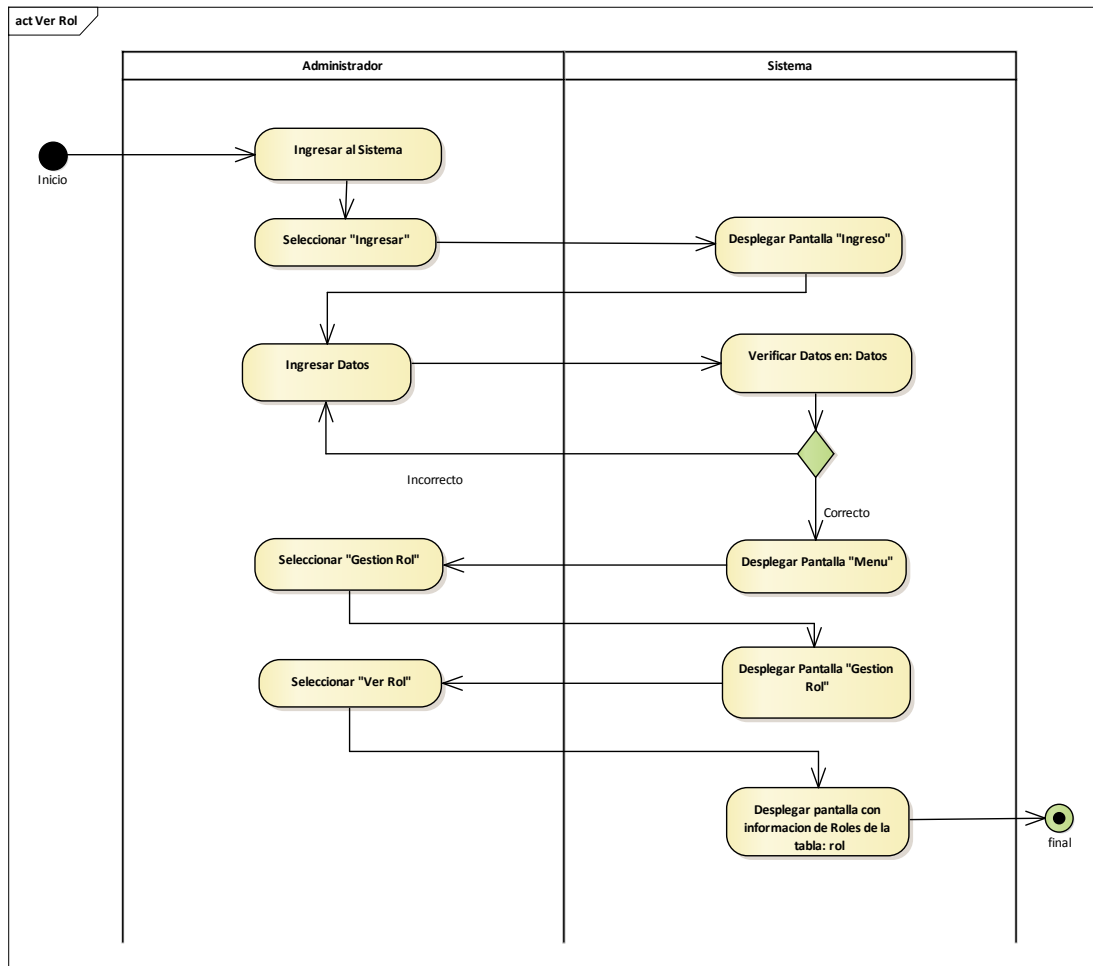 act Ver Rol
Administrador
Sistema
Ingresar al Sistema
Inicio
Seleccionar "Ingresar"
Desplegar Pantalla "Ingreso"
Ingresar Datos
Verificar Datos en: Datos
Incorrecto
Correcto
Seleccionar "Gestion Rol"
Desplegar Pantalla "Menu"
Seleccionar "Ver Rol"
Desplegar Pantalla "Gestion
Rol"
Desplegar pantalla con
informacion de Roles de la
tabla: rol
final